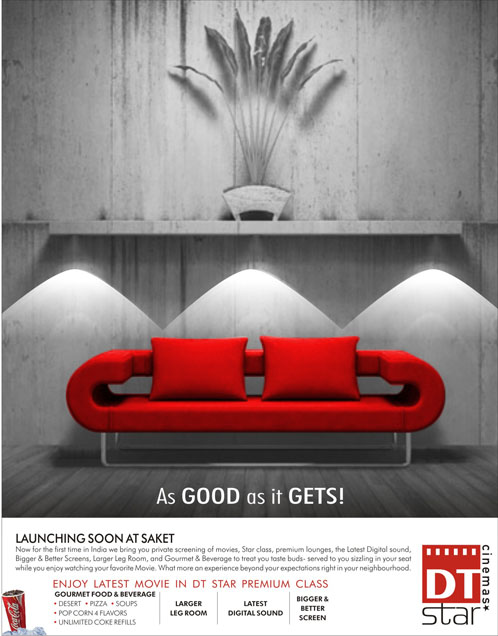 As GOOD as it GETS!
LAUNCHING SOON AT SAKET
Now for the first time in India we bring you private screening of movies, Star class, premium lounges, the Latest Digital sound,
Bigger & Better Screens, Larger Leg Room, and Gourmet & Beverage to treat you taste buds- served to you sizzling in your seat
while you enjoy watching your favorite Movie. What more an experience beyond your expectations right in your neighbourhood.
ENJOY LATEST MOVIE IN DT STAR PREMIUM CLASS
GOURMET FOOD & BEVERAGE
• DESERT • PIZZA • SOUPS
• POP CORN 4 FLAVORS
• UNLIMITED COKE REFILLS
LARGER
LEG ROOM
LATEST
DIGITAL SOUND
BIGGER &
BETTER
SCREEN
DT
star
cinemas
Coca-Cola